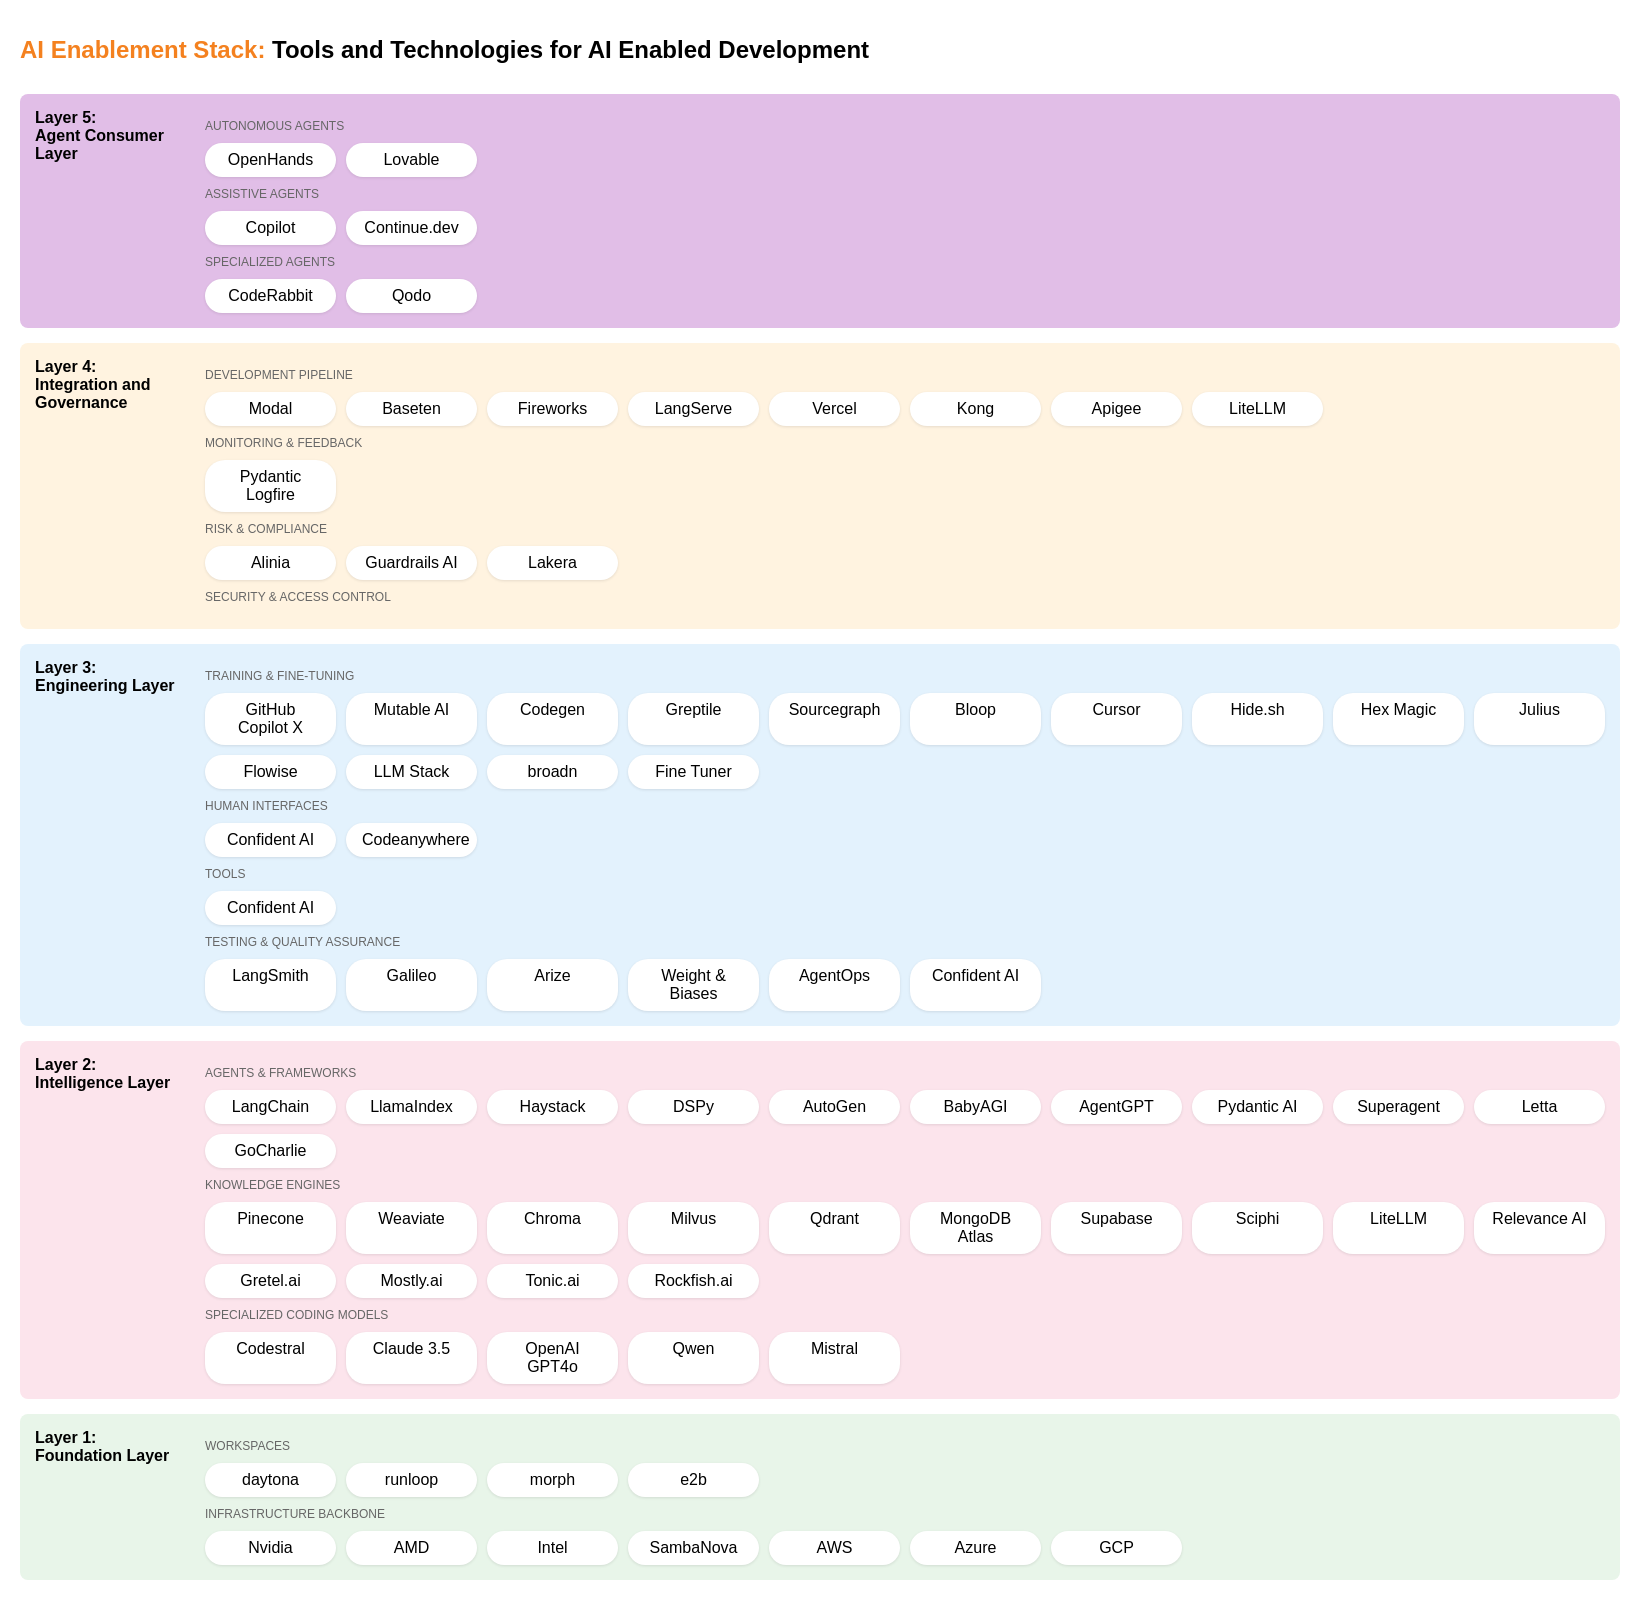 AI Enablement Stack: Tools and Technologies for AI Enabled Development
Layer 5:
Agent Consumer
Layer
AUTONOMOUS AGENTS
OpenHands Lovable
ASSISTIVE AGENTS
Copilot Continue.dev
SPECIALIZED AGENTS
CodeRabbit Qodo
Layer 4:
Integration and
Governance
DEVELOPMENT PIPELINE
Modal Baseten Fireworks LangServe Vercel Kong Apigee LiteLLM
MONITORING & FEEDBACK
Pydantic
Logfire
RISK & COMPLIANCE
Alinia Guardrails AI Lakera
SECURITY & ACCESS CONTROL
Layer 3:
Engineering Layer
TRAINING & FINE-TUNING
GitHub
Copilot X
Mutable AI Codegen Greptile Sourcegraph Bloop Cursor Hide.sh Hex Magic Julius
Flowise LLM Stack broadn Fine Tuner
HUMAN INTERFACES
Confident AI Codeanywhere
TOOLS
Confident AI
TESTING & QUALITY ASSURANCE
LangSmith Galileo Arize
Weight &
Biases
AgentOps Confident AI
Layer 2:
Intelligence Layer
AGENTS & FRAMEWORKS
LangChain LlamaIndex Haystack DSPy AutoGen BabyAGI AgentGPT Pydantic AI Superagent Letta
GoCharlie
KNOWLEDGE ENGINES
Pinecone Weaviate Chroma Milvus Qdrant
MongoDB
Atlas
Supabase Sciphi LiteLLM Relevance AI
Gretel.ai Mostly.ai Tonic.ai Rockfish.ai
SPECIALIZED CODING MODELS
Codestral Claude 3.5
OpenAI
GPT4o
Qwen Mistral
Layer 1:
Foundation Layer
WORKSPACES
daytona runloop morph e2b
INFRASTRUCTURE BACKBONE
Nvidia AMD Intel SambaNova AWS Azure GCP